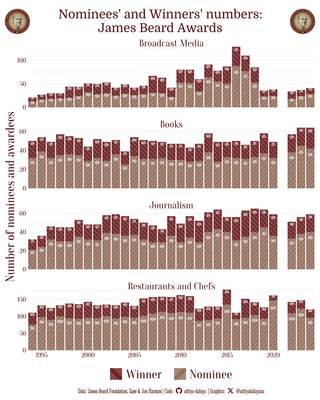 Nominees' and Winners' numbers:
James Beard Awards
Number of nominees and awardees
Broadcast Media
100
50
0
Books
60
40
20
0
Journalism
60
40
20
0
Restaurants and Chefs
150
100
50
0
1995
2000
2005
2010
2015
2020
Winner
Nominee
Data: James Beard Foundation, Sase & Jon Harmon | Code: aditya-dahiya | Graphics: @adityadahiyaias